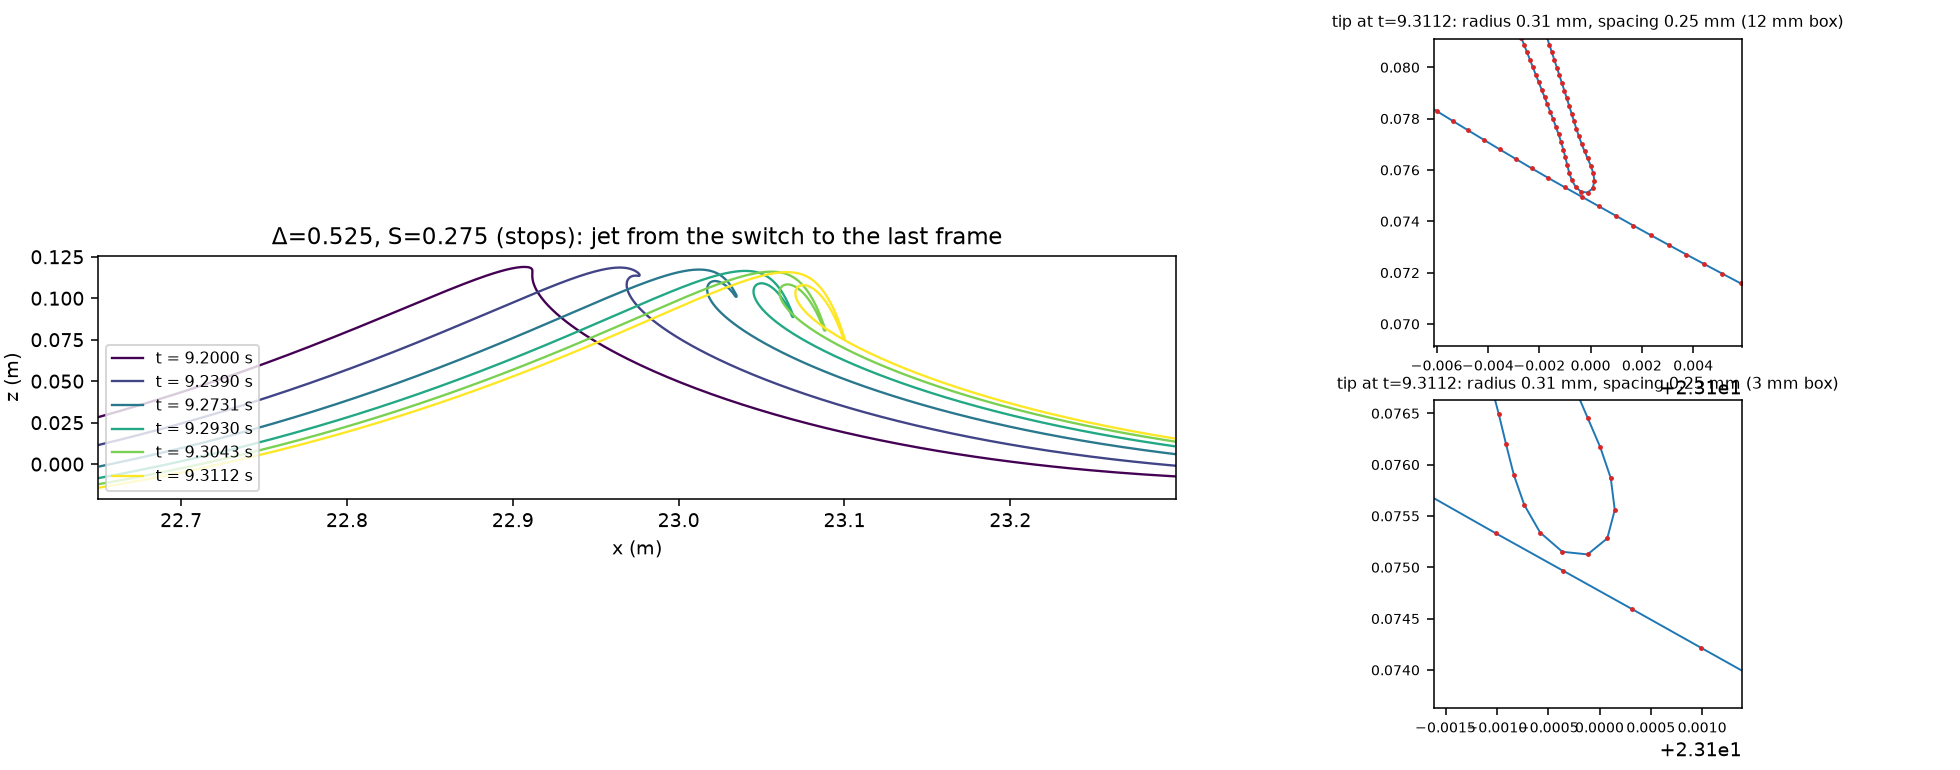 Δ=0.525, S=0.275 (stops): jet from the switch to the last frame
z (m)
0.125
0.100
0.075
0.050
0.025
0.000
t = 9.2000 s
t = 9.2390 s
t = 9.2731 s
t = 9.2930 s
t = 9.3043 s
t = 9.3112 s
22.7 22.8 22.9 23.0 23.1 23.2
x (m)
tip at t=9.3112: radius 0.31 mm, spacing 0.25 mm (12 mm box)
0.080
0.078
0.076
0.074
0.072
0.070
−0.006 −0.004 −0.002 0.000 0.002 0.004
+2.31e1
tip at t=9.3112: radius 0.31 mm, spacing 0.25 mm (3 mm box)
0.0765
0.0760
0.0755
0.0750
0.0745
0.0740
−0.0015 −0.0010 −0.0005 0.0000 0.0005 0.0010
+2.31e1